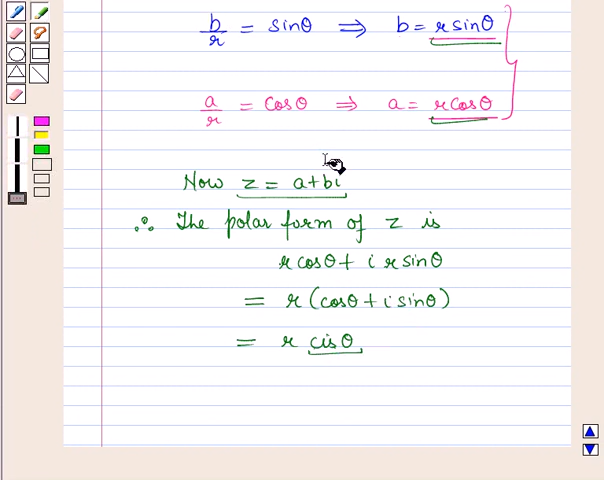 b/r = sinθ ⟹ b = r sinθ
a/r = cosθ ⟹ a = r cosθ
Now z = a+bi
∴ The polar form of z is
r cosθ + i r sinθ
= r (cosθ + i sinθ)
= r cisθ